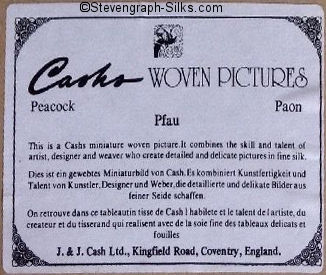 ©Stevengraph-Silks.com
Cashs WOVEN PICTURES
Peacock Paon
Pfau
This is a Cashs miniature woven picture.It combines the skill and talent of
artist, designer and weaver who create detailed and delicate pictures in fine silk.
Dies ist ein gewebtes Miniaturbild von Cash.Es kombiniert Kunstfertigkeit und
Talent von Kunstler,Designer und Weber,die detaillierte und delikate Bilder aus
feiner Seide schaffen.
On retrouve dans ce tableautin tisse de Cash l habilete et le talent de l artiste, du
createur et du tisserand qui realisent avec de la soie fine des tableaux delicats et
fouilles
J. & J. Cash Ltd., Kingfield Road, Coventry, England.